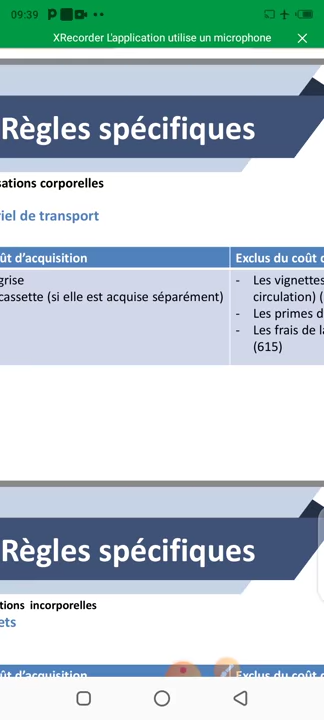 09:39
XRecorder L'application utilise un microphone
Règles spécifiques
sations corporelles
riel de transport
ût d'acquisition
Exclus du coût
grise
cassette (si elle est acquise séparément)
- Les vignettes
circulation) (
- Les primes d
- Les frais de la
(615)
Règles spécifiques
tions incorporelles
ets
ût d'acquisition
Exclus du coût